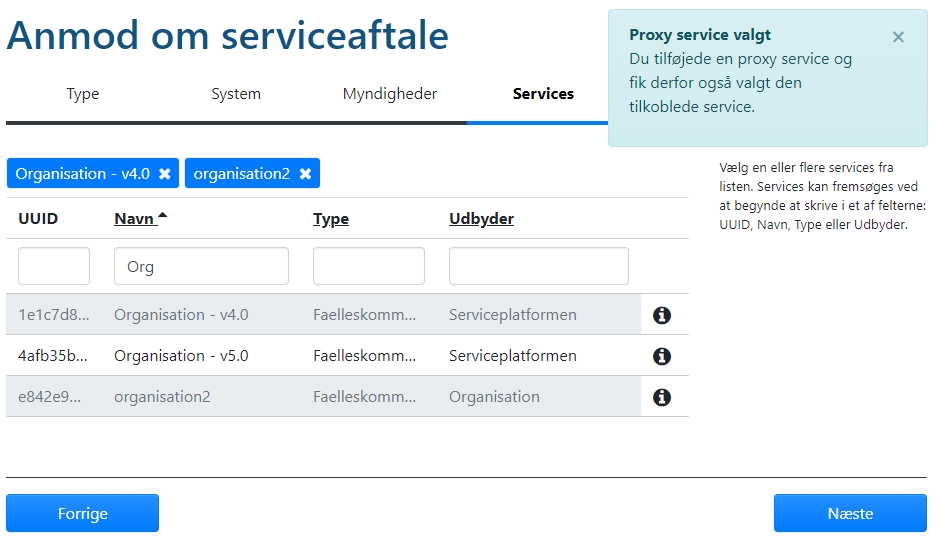 Anmod om serviceaftale
Proxy service valgt
Du tilføjede en proxy service og
fik derfor også valgt den
tilkoblede service.
Type System Myndigheder Services
Organisation - v4.0 organisation2
Vælg en eller flere services fra
listen. Services kan fremsøges ved
at begynde at skrive i et af felterne:
UUID, Navn, Type eller Udbyder.
UUID Navn Type Udbyder
Org
1e1c7d8... Organisation - v4.0 Faelleskomm... Serviceplatformen
4afb35b... Organisation - v5.0 Faelleskomm... Serviceplatformen
e842e9... organisation2 Faelleskomm... Organisation
Forrige Næste